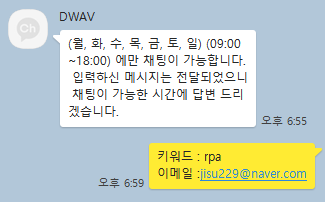 Ch
DWAV
(월, 화, 수, 목, 금, 토, 일) (09:00
~18:00) 에만 채팅이 가능합니다.
입력하신 메시지는 전달되었으니
채팅이 가능한 시간에 답변 드리
겠습니다.
오후 6:55
키워드 : rpa
이메일 :jisu229@naver.com
오후 6:59